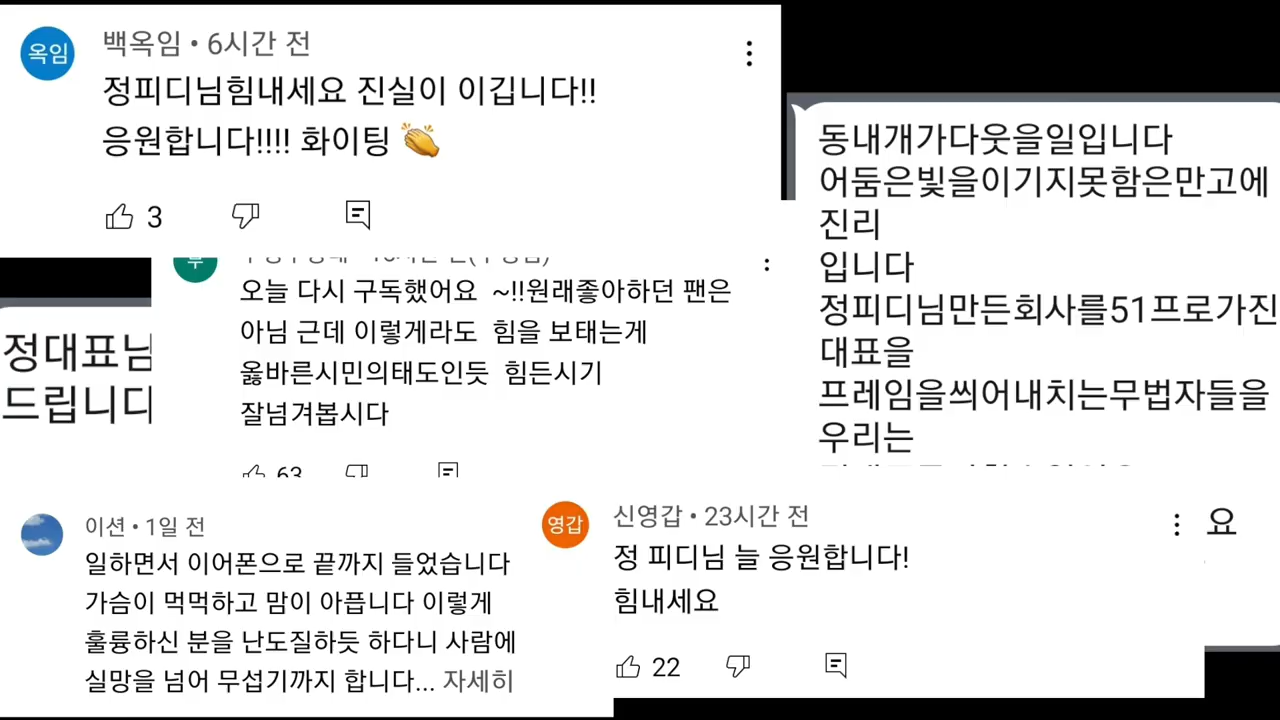 옥임
백옥임 • 6시간 전
정피디님힘내세요 진실이 이깁니다!!
응원합니다!!!! 화이팅 👏
3
동내개가다웃을일입니다
어둠은빛을이기지못함은만고에
진리
입니다
정피디님만든회사를51프로가진
대표을
프레임을씌어내치는무법자들을
우리는
오늘 다시 구독했어요 ~!!원래좋아하던 팬은
아님 근데 이렇게라도 힘을 보태는게
옳바른시민의태도인듯 힘든시기
잘넘겨봅시다
63
정대표님
드립니다
이션 • 1일 전
일하면서 이어폰으로 끝까지 들었습니다
가슴이 먹먹하고 맘이 아픕니다 이렇게
훌륭하신 분을 난도질하듯 하다니 사람에
실망을 넘어 무섭기까지 합니다... 자세히
영갑
신영갑 • 23시간 전
정 피디님 늘 응원합니다!
힘내세요
22
요